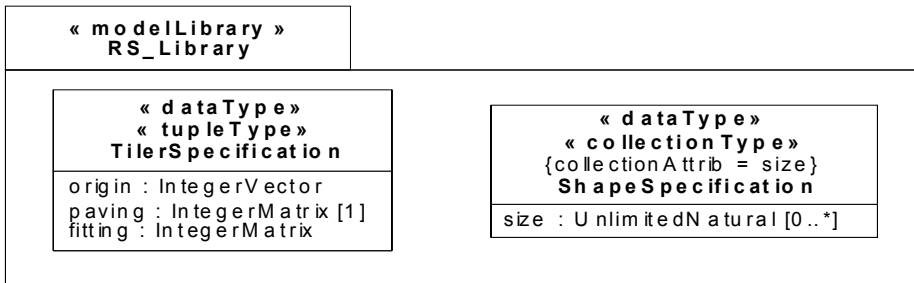 « modelLibrary »
RS_Library
« dataType»
« tupleType»
TilerSpecification
origin : IntegerVector
paving : IntegerMatrix [1]
fitting : IntegerMatrix
« dataType»
« collectionType»
{collectionAttrib = size}
ShapeSpecification
size : UnlimitedNatural [0..*]